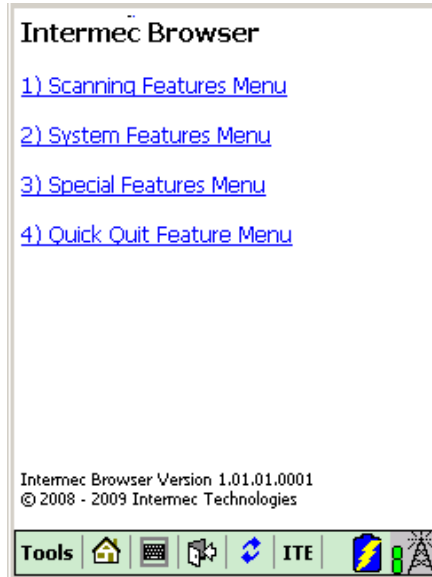 Intermec Browser
1) Scanning Features Menu
2) System Features Menu
3) Special Features Menu
4) Quick Quit Feature Menu
Intermec Browser Version 1.01.01.0001
© 2008 - 2009 Intermec Technologies
Tools ITE